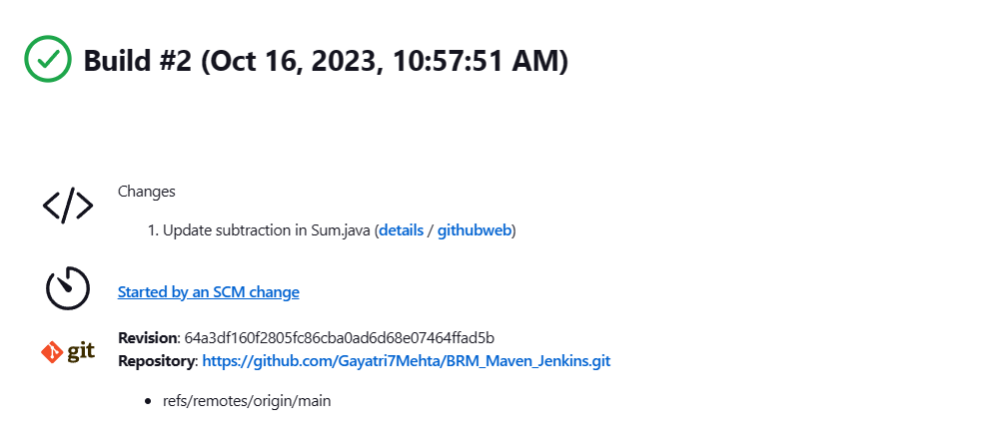 Build #2 (Oct 16, 2023, 10:57:51 AM)
Changes
1. Update subtraction in Sum.java (details / githubweb)
Started by an SCM change
git
Revision: 64a3df160f2805fc86cba0ad6d68e07464ffad5b
Repository: https://github.com/Gayatri7Mehta/BRM_Maven_Jenkins.git
• refs/remotes/origin/main